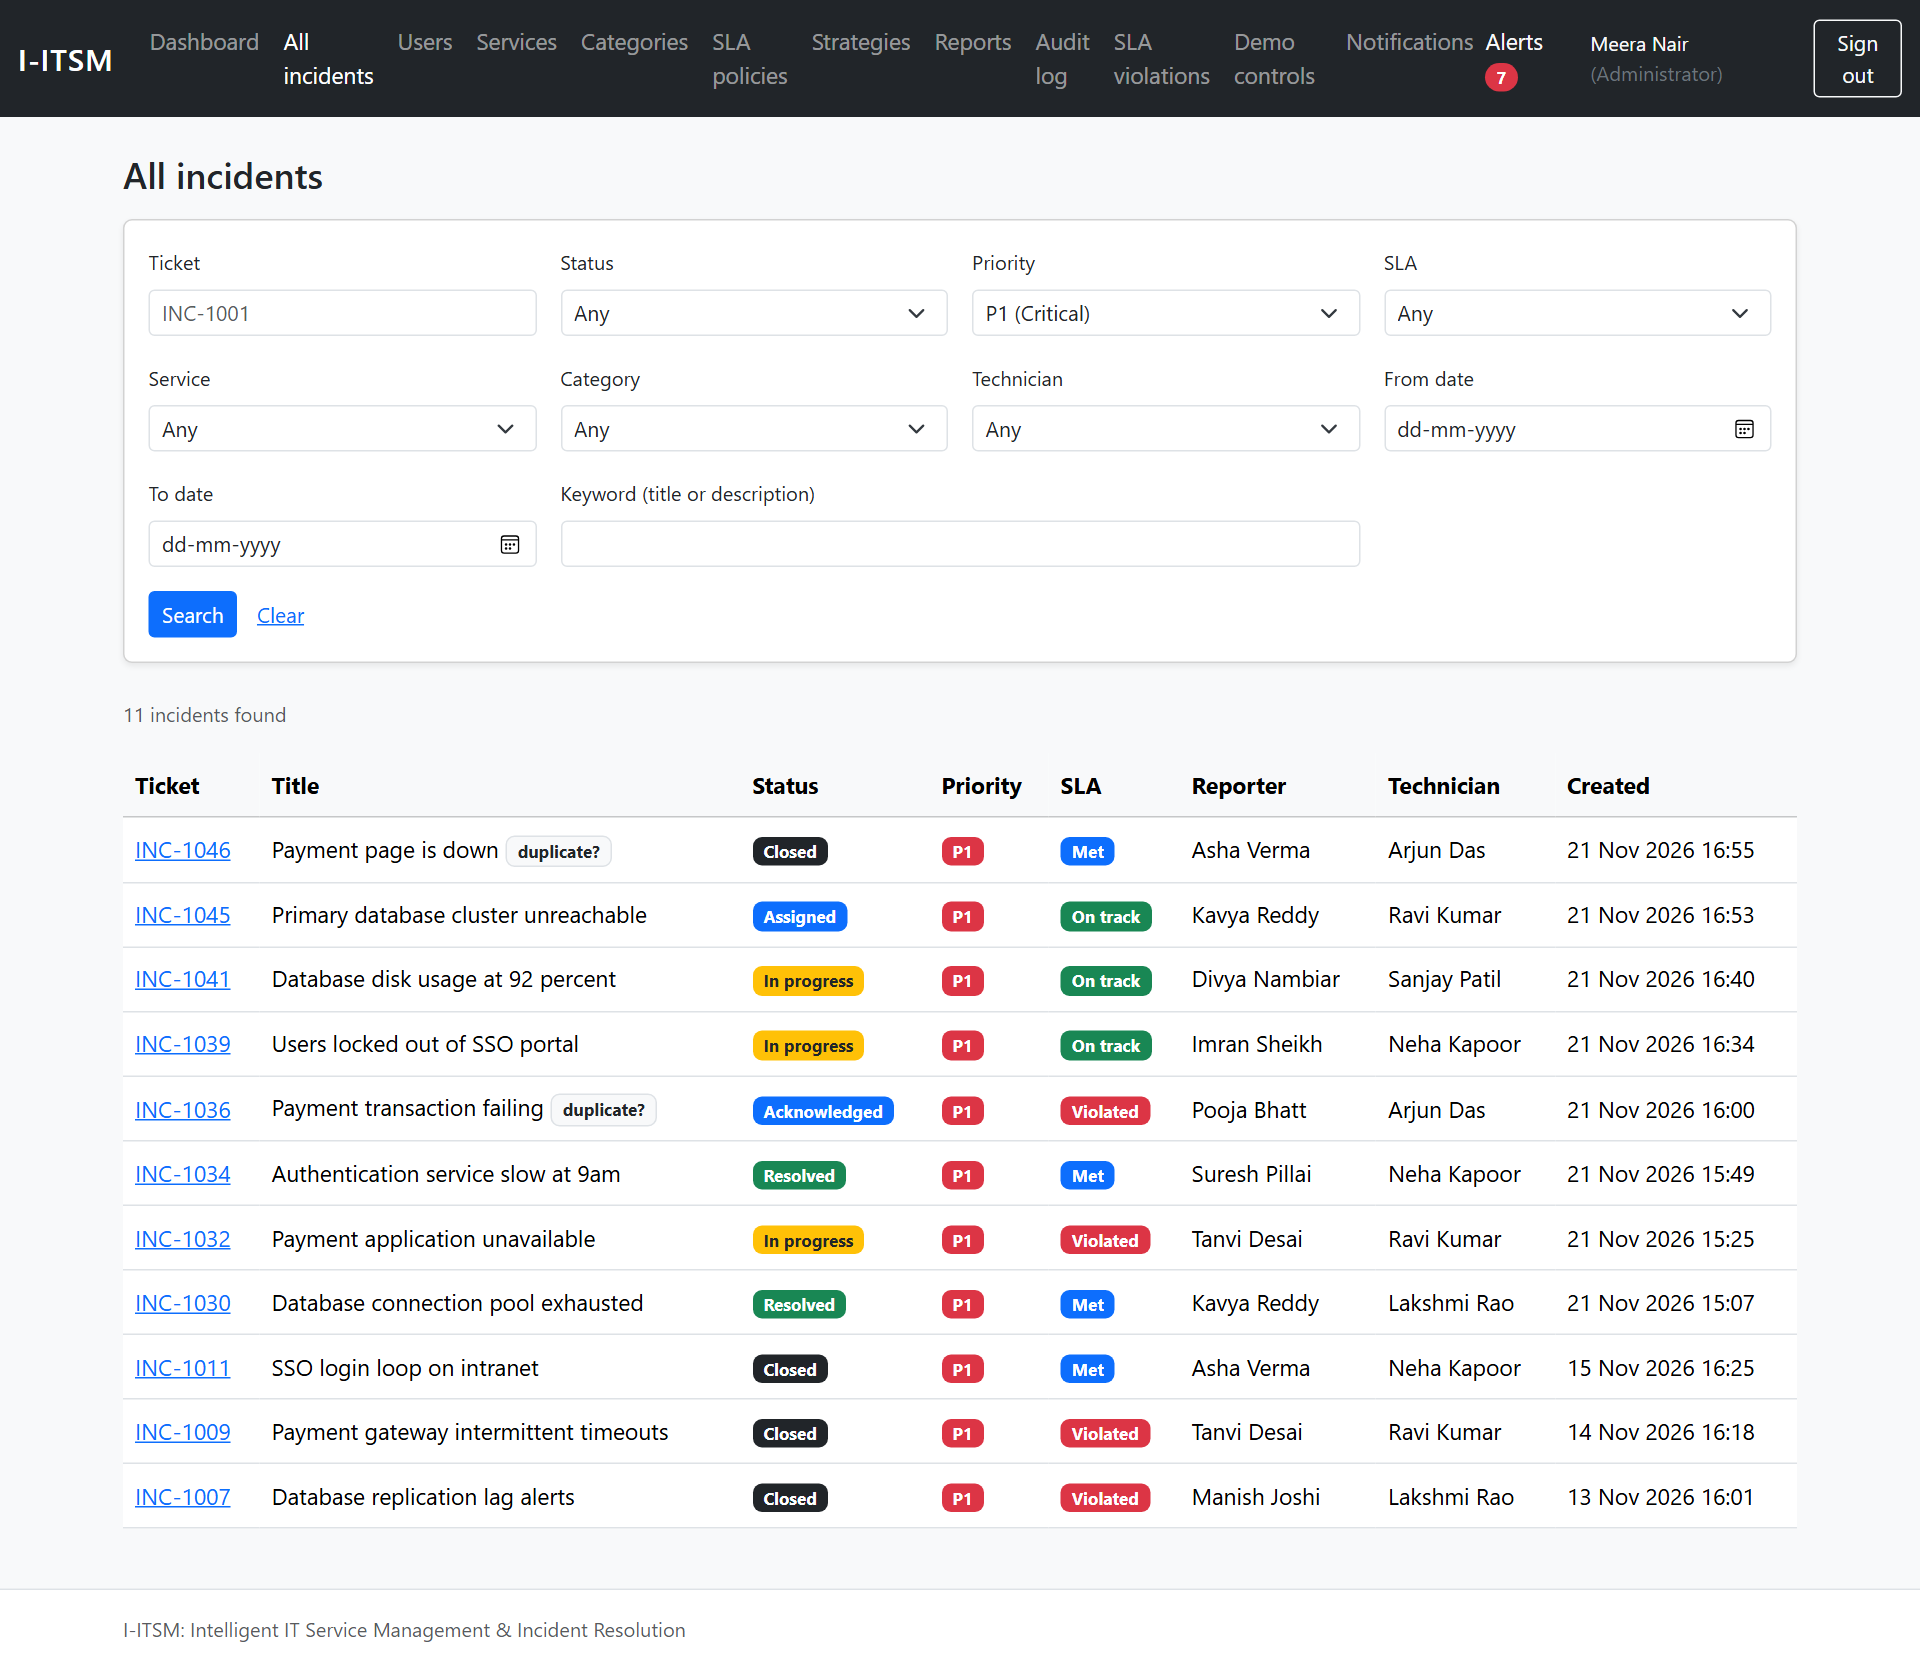 I-ITSM Dashboard All incidents Users Services Categories SLA policies Strategies Reports Audit log SLA violations Demo controls Notifications Alerts 7 Meera Nair (Administrator) Sign out
All incidents
Ticket Status Priority SLA
INC-1001 Any P1 (Critical) Any
Service Category Technician From date
Any Any Any dd-mm-yyyy
To date Keyword (title or description)
dd-mm-yyyy
Search Clear
11 incidents found
Ticket Title Status Priority SLA Reporter Technician Created
INC-1046 Payment page is down duplicate? Closed P1 Met Asha Verma Arjun Das 21 Nov 2026 16:55
INC-1045 Primary database cluster unreachable Assigned P1 On track Kavya Reddy Ravi Kumar 21 Nov 2026 16:53
INC-1041 Database disk usage at 92 percent In progress P1 On track Divya Nambiar Sanjay Patil 21 Nov 2026 16:40
INC-1039 Users locked out of SSO portal In progress P1 On track Imran Sheikh Neha Kapoor 21 Nov 2026 16:34
INC-1036 Payment transaction failing duplicate? Acknowledged P1 Violated Pooja Bhatt Arjun Das 21 Nov 2026 16:00
INC-1034 Authentication service slow at 9am Resolved P1 Met Suresh Pillai Neha Kapoor 21 Nov 2026 15:49
INC-1032 Payment application unavailable In progress P1 Violated Tanvi Desai Ravi Kumar 21 Nov 2026 15:25
INC-1030 Database connection pool exhausted Resolved P1 Met Kavya Reddy Lakshmi Rao 21 Nov 2026 15:07
INC-1011 SSO login loop on intranet Closed P1 Met Asha Verma Neha Kapoor 15 Nov 2026 16:25
INC-1009 Payment gateway intermittent timeouts Closed P1 Violated Tanvi Desai Ravi Kumar 14 Nov 2026 16:18
INC-1007 Database replication lag alerts Closed P1 Violated Manish Joshi Lakshmi Rao 13 Nov 2026 16:01
I-ITSM: Intelligent IT Service Management & Incident Resolution